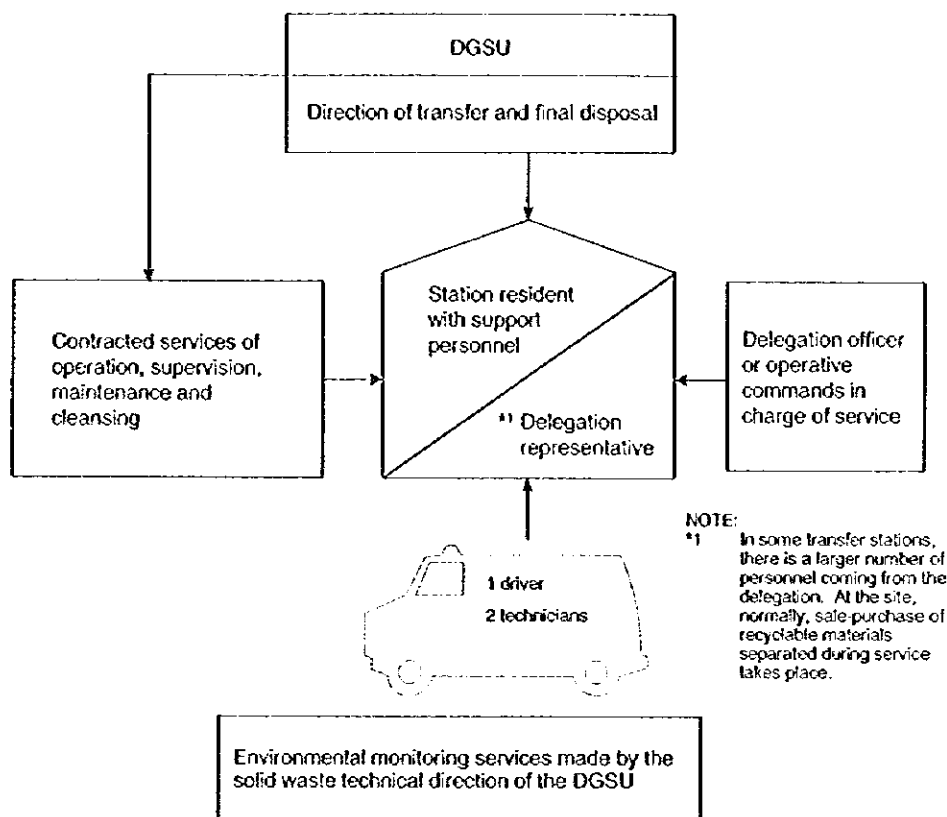 DGSU
Direction of transfer and final disposal
Contracted services of
operation, supervision,
maintenance and
cleansing
Station resident
with support
personnel
*1 Delegation
representative
Delegation officer
or operative
commands in
charge of service
1 driver
2 technicians
NOTE:
*1 In some transfer stations,
there is a larger number of
personnel coming from the
delegation. At the site,
normally, sale-purchase of
recyclable materials
separated during service
takes place.
Environmental monitoring services made by the
solid waste technical direction of the DGSU